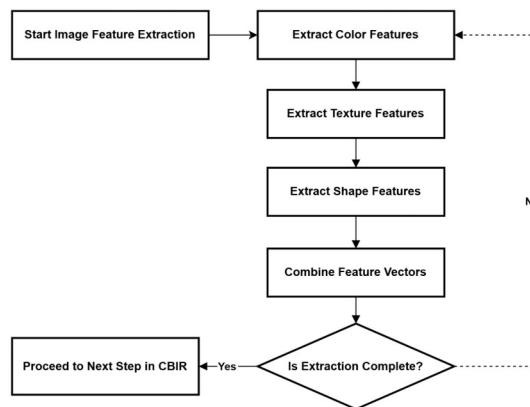 Start Image Feature Extraction
Extract Color Features
Extract Texture Features
Extract Shape Features
Combine Feature Vectors
Is Extraction Complete?
Yes
Proceed to Next Step in CBIR